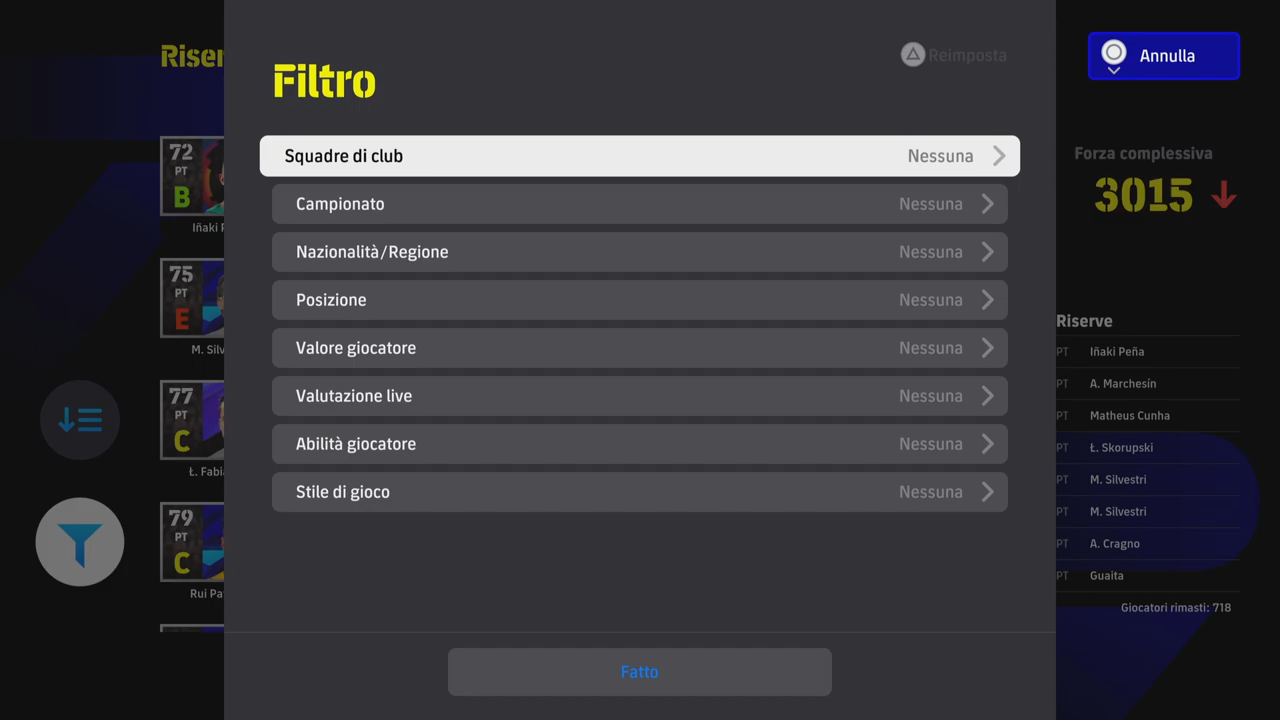 Filtro
Reimposta
Annulla
Squadre di club Nessuna
Campionato Nessuna
Nazionalità/Regione Nessuna
Posizione Nessuna
Valore giocatore Nessuna
Valutazione live Nessuna
Abilità giocatore Nessuna
Stile di gioco Nessuna
Fatto
Riser
72
PT
B
Iñaki P
75
PT
E
M. Silv
77
PT
C
Ł. Fabia
79
PT
C
Rui Pat
Forza complessiva
3015
Riserve
PT Iñaki Peña
PT A. Marchesín
PT Matheus Cunha
PT Ł. Skorupski
PT M. Silvestri
PT M. Silvestri
PT A. Cragno
PT Guaita
Giocatori rimasti: 718